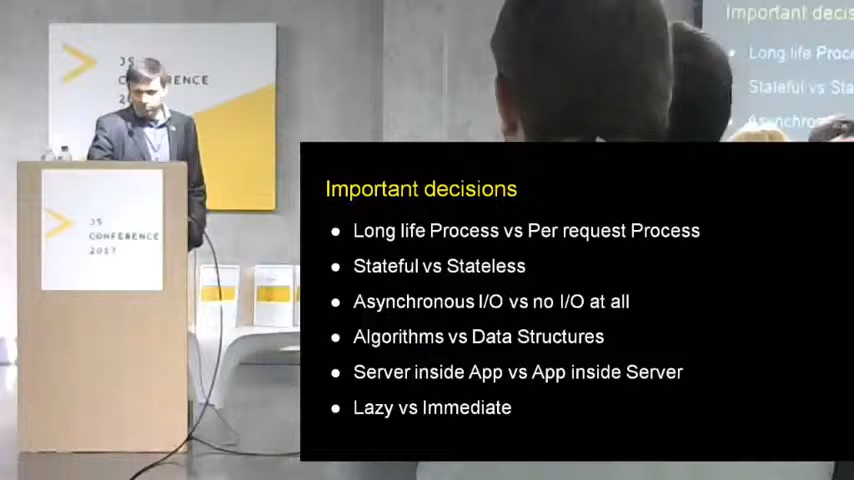 JS
CONFERENCE
JS
CONFERENCE
2017
Important decis
Long life Proc
Stateful vs Sta
Asynchro
Important decisions
● Long life Process vs Per request Process
● Stateful vs Stateless
● Asynchronous I/O vs no I/O at all
● Algorithms vs Data Structures
● Server inside App vs App inside Server
● Lazy vs Immediate